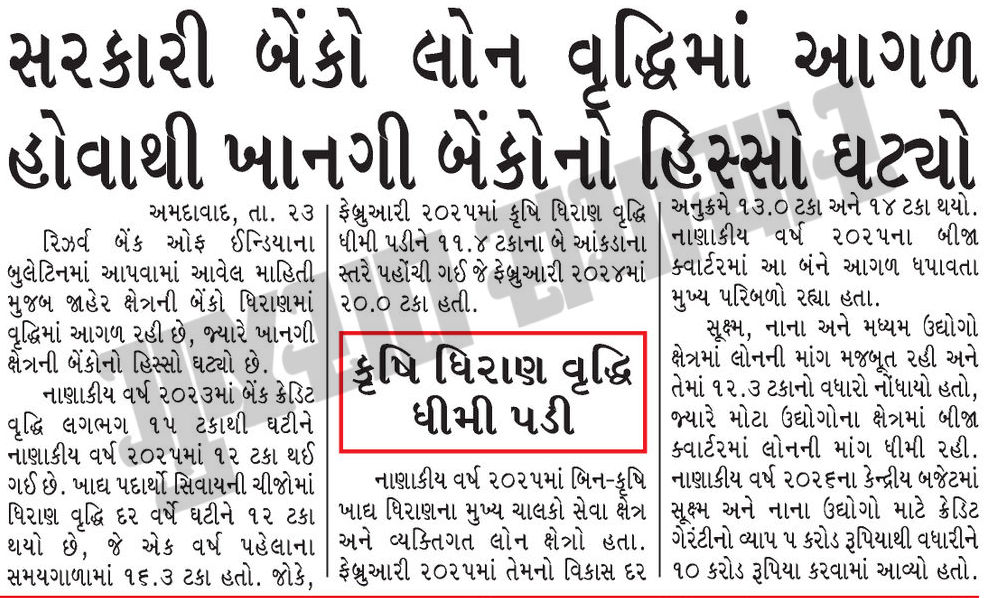 સરકારી બેંકો લોન વૃદ્ધિમાં આગળ
હોવાથી ખાનગી બેંકોનો હિસ્સો ઘટ્યો
અમદાવાદ, તા. ૨૩
રિઝર્વ બેંક ઓફ ઈન્ડિયાના
બુલેટિનમાં આપવામાં આવેલ માહિતી
મુજબ જાહેર ક્ષેત્રની બેંકો ધિરાણમાં
વૃદ્ધિમાં આગળ રહી છે, જ્યારે ખાનગી
ક્ષેત્રની બેંકોનો હિસ્સો ઘટ્યો છે.
નાણાકીય વર્ષ ૨૦૨૩માં બેંક ક્રેડિટ
વૃદ્ધિ લગભગ ૧૫ ટકાથી ઘટીને
નાણાકીય વર્ષ ૨૦૨૫માં ૧૨ ટકા થઈ
ગઈ છે. ખાદ્ય પદાર્થો સિવાયની ચીજોમાં
ધિરાણ વૃદ્ધિ દર વર્ષે ઘટીને ૧૨ ટકા
થયો છે, જે એક વર્ષ પહેલાના
સમયગાળામાં ૧૬.૩ ટકા હતો. જોકે,
ફેબ્રુઆરી ૨૦૨૫માં કૃષિ ધિરાણ વૃદ્ધિ
ધીમી પડીને ૧૧.૪ ટકાના બે આંકડાના
સ્તરે પહોંચી ગઈ જે ફેબ્રુઆરી ૨૦૨૪માં
૨૦.૦ ટકા હતી.
કૃષિ ધિરાણ વૃદ્ધિ
ધીમી પડી
નાણાકીય વર્ષ ૨૦૨૫માં બિન-કૃષિ
ખાદ્ય ધિરાણના મુખ્ય ચાલકો સેવા ક્ષેત્ર
અને વ્યક્તિગત લોન ક્ષેત્રો હતા.
ફેબ્રુઆરી ૨૦૨૫માં તેમનો વિકાસ દર
અનુક્રમે ૧૩.૦ ટકા અને ૧૪ ટકા થયો.
નાણાકીય વર્ષ ૨૦૨૫ના બીજા
ક્વાર્ટરમાં આ બંને આગળ ધપાવતા
મુખ્ય પરિબળો રહ્યા હતા.
સૂક્ષ્મ, નાના અને મધ્યમ ઉદ્યોગો
ક્ષેત્રમાં લોનની માંગ મજબૂત રહી અને
તેમાં ૧૨.૩ ટકાનો વધારો નોંધાયો હતો,
જ્યારે મોટા ઉદ્યોગોના ક્ષેત્રમાં બીજા
ક્વાર્ટરમાં લોનની માંગ ધીમી રહી.
નાણાકીય વર્ષ ૨૦૨૬ના કેન્દ્રીય બજેટમાં
સૂક્ષ્મ અને નાના ઉદ્યોગો માટે ક્રેડિટ
ગેરંટીનો વ્યાપ ૫ કરોડ રૂપિયાથી વધારીને
૧૦ કરોડ રૂપિયા કરવામાં આવ્યો હતો.